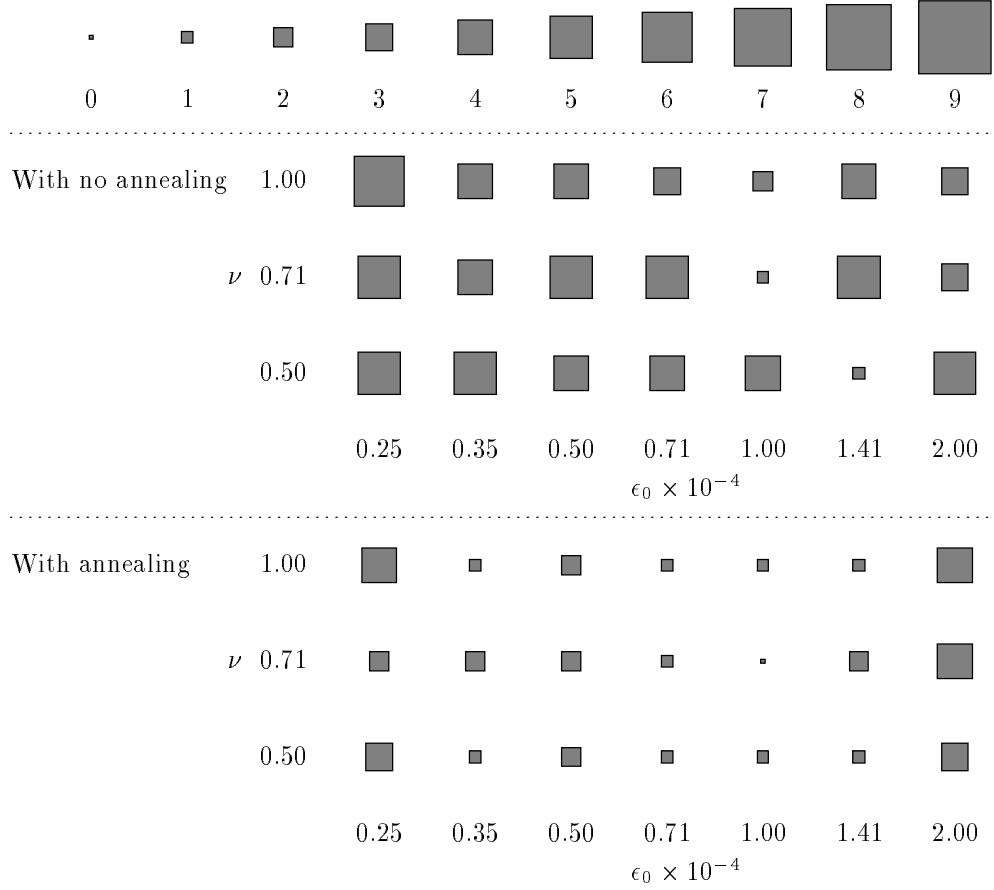 0 1 2 3 4 5 6 7 8 9
With no annealing 1.00
ν 0.71
0.50
0.25 0.35 0.50 0.71 1.00 1.41 2.00
ϵ₀ × 10⁻⁴
With annealing 1.00
ν 0.71
0.50
0.25 0.35 0.50 0.71 1.00 1.41 2.00
ϵ₀ × 10⁻⁴